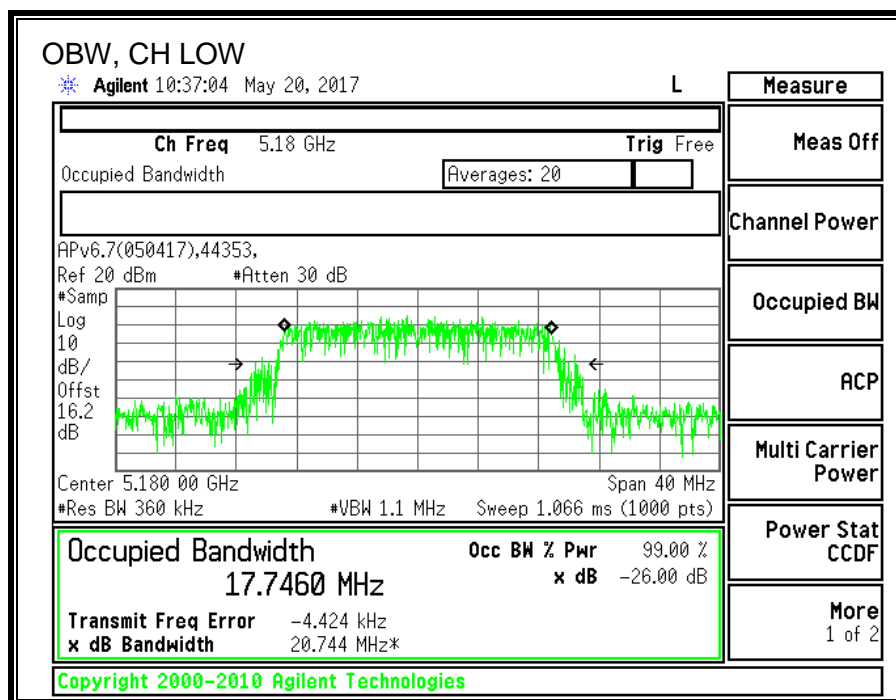 OBW, CH LOW
Agilent 10:37:04 May 20, 2017 L
Measure
Ch Freq 5.18 GHz Trig Free
Occupied Bandwidth Averages: 20
APv6.7(050417),44353,
Ref 20 dBm #Atten 30 dB
#Samp
Log
10
dB/
Offst
16.2
dB
Center 5.180 00 GHz Span 40 MHz
#Res BW 360 kHz #VBW 1.1 MHz Sweep 1.066 ms (1000 pts)
Occupied Bandwidth Occ BW % Pwr 99.00 %
17.7460 MHz x dB -26.00 dB
Transmit Freq Error -4.424 kHz
x dB Bandwidth 20.744 MHz*
Meas Off
Channel Power
Occupied BW
ACP
Multi Carrier
Power
Power Stat
CCDF
More
1 of 2
Copyright 2000-2010 Agilent Technologies